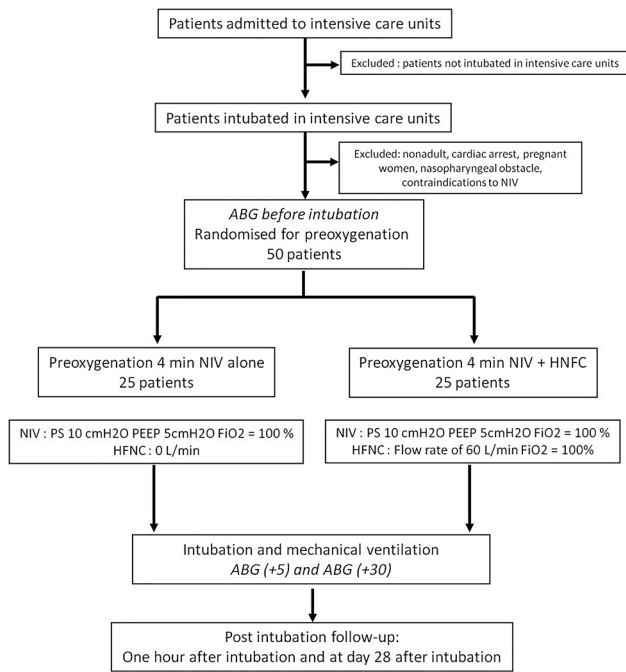 Patients admitted to intensive care units
Excluded : patients not intubated in intensive care units
Patients intubated in intensive care units
Excluded: nonadult, cardiac arrest, pregnant
women, nasopharyngeal obstacle,
contraindications to NIV
ABG before intubation
Randomised for preoxygenation
50 patients
Preoxygenation 4 min NIV alone
25 patients
Preoxygenation 4 min NIV + HNFC
25 patients
NIV : PS 10 cmH2O PEEP 5cmH2O FiO2 = 100 %
HFNC : 0 L/min
NIV : PS 10 cmH2O PEEP 5cmH2O FiO2 = 100 %
HFNC : Flow rate of 60 L/min FiO2 = 100%
Intubation and mechanical ventilation
ABG (+5) and ABG (+30)
Post intubation follow-up:
One hour after intubation and at day 28 after intubation